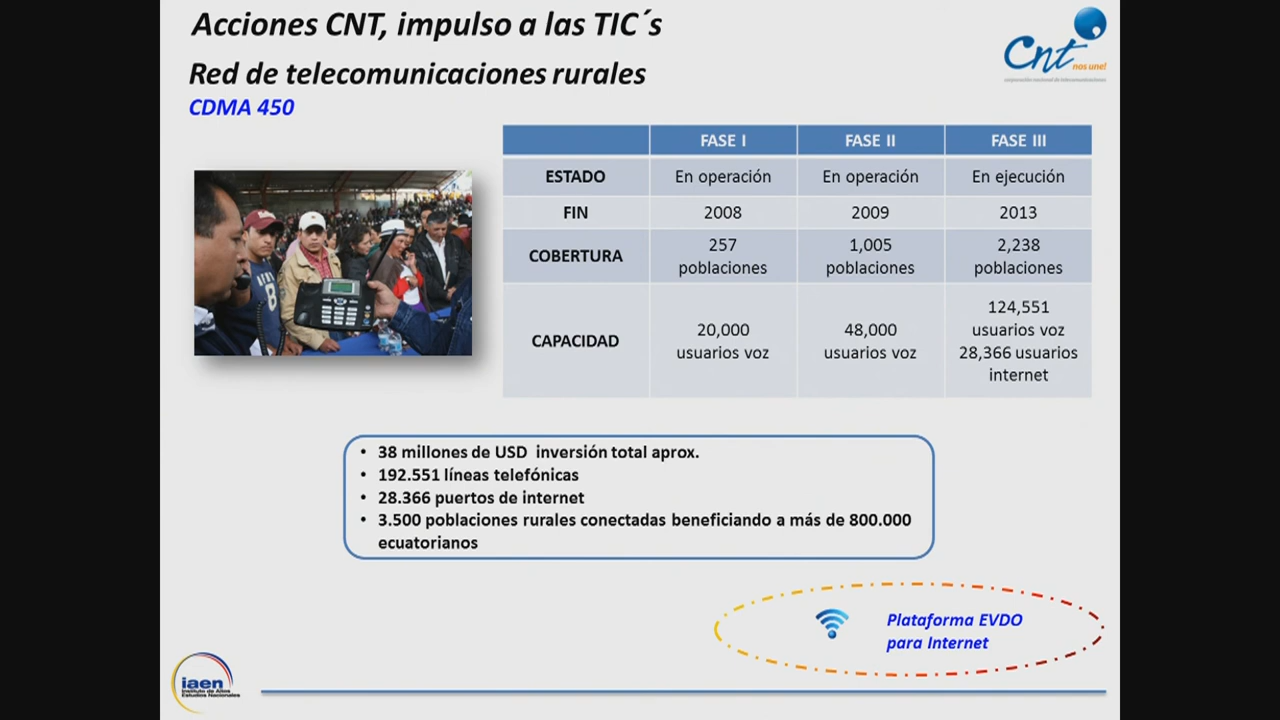 Acciones CNT, impulso a las TIC´s
Red de telecomunicaciones rurales
CDMA 450
cnt
nos une!
corporación nacional de telecomunicaciones
FASE I FASE II FASE III
ESTADO En operación En operación En ejecución
FIN 2008 2009 2013
COBERTURA 257 poblaciones 1,005 poblaciones 2,238 poblaciones
CAPACIDAD 20,000 usuarios voz 48,000 usuarios voz 124,551 usuarios voz 28,366 usuarios internet
• 38 millones de USD inversión total aprox.
• 192.551 líneas telefónicas
• 28.366 puertos de internet
• 3.500 poblaciones rurales conectadas beneficiando a más de 800.000
ecuatorianos
Plataforma EVDO
para Internet
iaen
Instituto de Altos
Estudios Nacionales